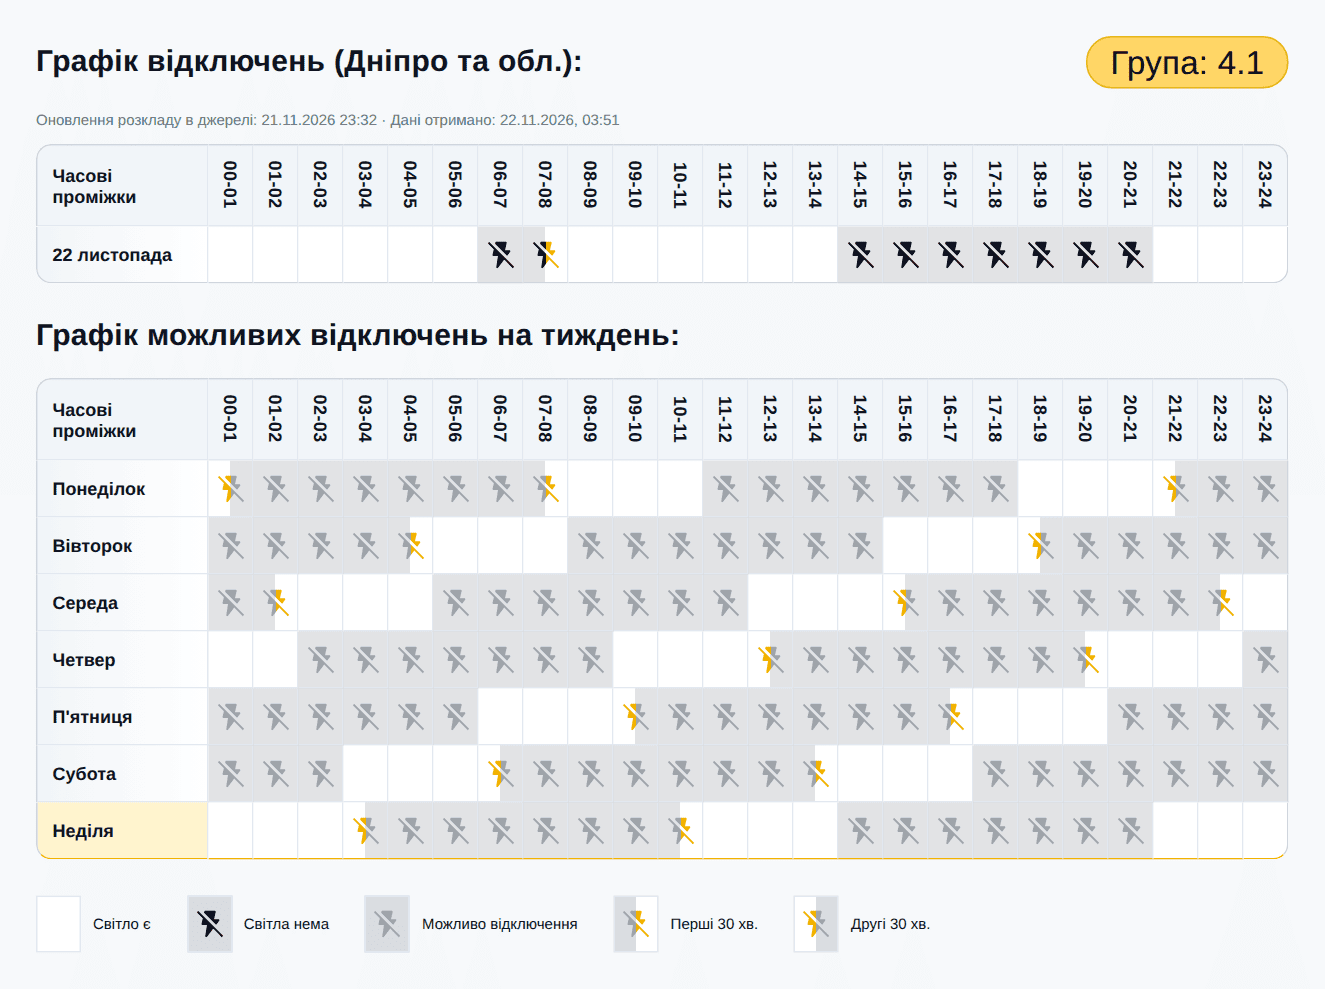 Графік відключень (Дніпро та обл.):
Група: 4.1
Оновлення розкладу в джерелі: 21.11.2026 23:32 · Дані отримано: 22.11.2026, 03:51
Часові
проміжки
00-01 01-02 02-03 03-04 04-05 05-06 06-07 07-08 08-09 09-10 10-11 11-12 12-13 13-14 14-15 15-16 16-17 17-18 18-19 19-20 20-21 21-22 22-23 23-24
22 листопада
Графік можливих відключень на тиждень:
Часові
проміжки
00-01 01-02 02-03 03-04 04-05 05-06 06-07 07-08 08-09 09-10 10-11 11-12 12-13 13-14 14-15 15-16 16-17 17-18 18-19 19-20 20-21 21-22 22-23 23-24
Понеділок
Вівторок
Середа
Четвер
П'ятниця
Субота
Неділя
Світло є
Світла нема
Можливо відключення
Перші 30 хв.
Другі 30 хв.